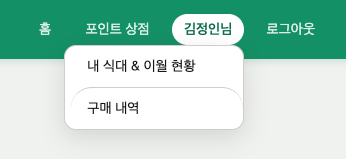 홈 포인트 상점 김정인님 로그아웃
내 식대 & 이월 현황
구매 내역